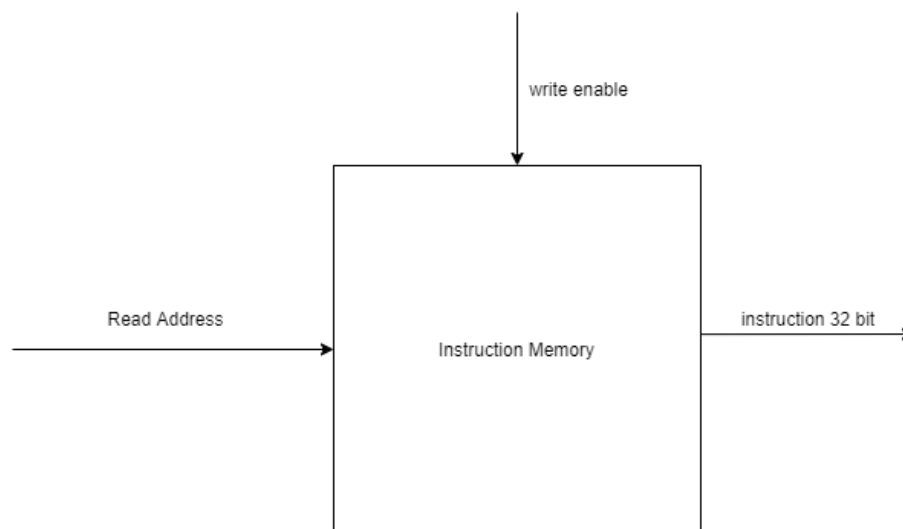 write enable
Read Address
instruction 32 bit
Instruction Memory